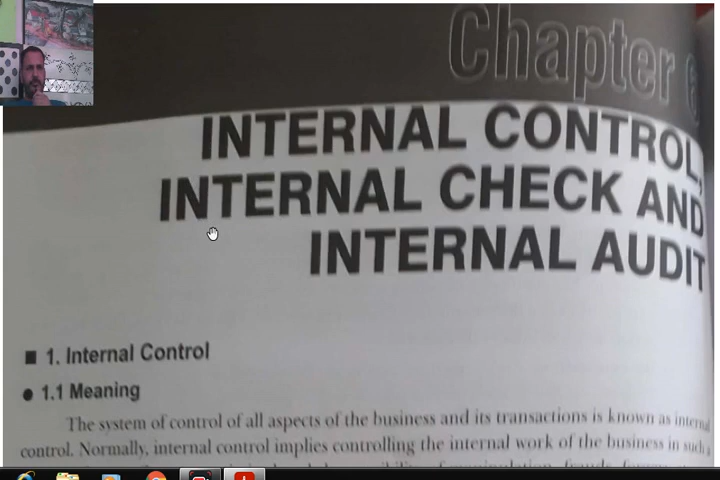 Chapter 6
INTERNAL CONTROL,
INTERNAL CHECK AND
INTERNAL AUDIT
1. Internal Control
1.1 Meaning
The system of control of all aspects of the business and its transactions is known as internal
control. Normally, internal control implies controlling the internal work of the business in such a